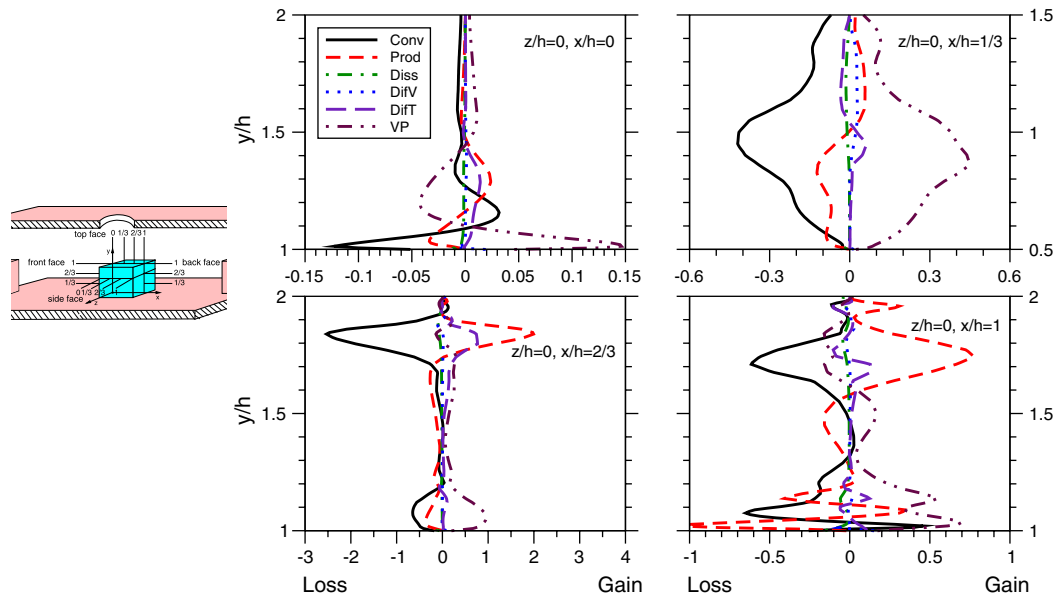 top face
0 1/3 2/3 1
y
front face 1
1 back face
2/3
2/3
1/3
1/3
0 1/3 2/3 1
side face
z
x
y/h
2
1.5
1
Conv
Prod
Diss
DifV
DifT
VP
z/h=0, x/h=0
-0.15 -0.1 -0.05 0 0.05 0.1 0.15
z/h=0, x/h=1/3
1.5
1
0.5
-0.6 -0.3 0 0.3 0.6
y/h
2
1.5
1
z/h=0, x/h=2/3
-3 -2 -1 0 1 2 3 4
Loss Gain
z/h=0, x/h=1
2
1.5
1
-1 -0.5 0 0.5 1
Loss Gain